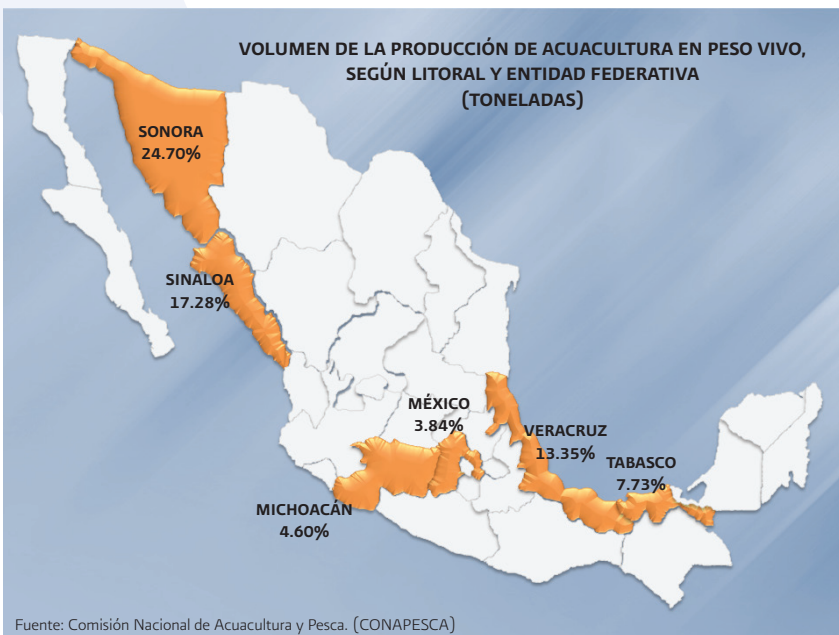 VOLUMEN DE LA PRODUCCIÓN DE ACUACULTURA EN PESO VIVO,
SEGÚN LITORAL Y ENTIDAD FEDERATIVA
(TONELADAS)
SONORA
24.70%
SINALOA
17.28%
MÉXICO
3.84%
VERACRUZ
13.35%
TABASCO
7.73%
MICHOACÁN
4.60%
Fuente: Comisión Nacional de Acuacultura y Pesca. (CONAPESCA)